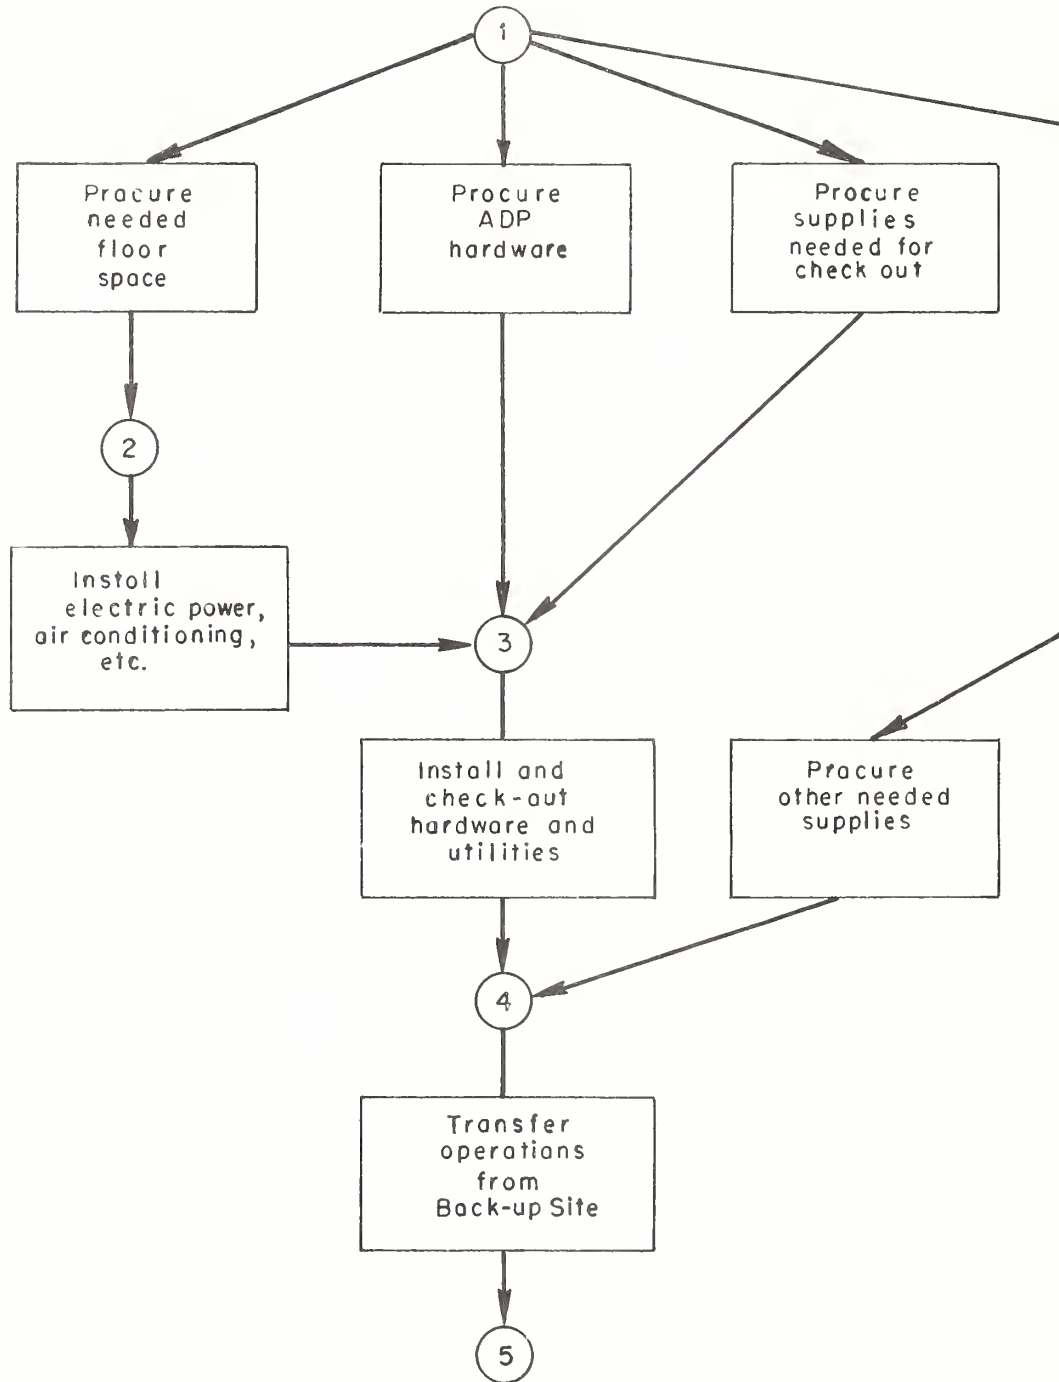 1
Procure
needed
floor
space
Procure
ADP
hardware
Procure
supplies
needed for
check out
2
Install
electric power,
air conditioning,
etc.
3
Install and
check-out
hardware and
utilities
Procure
other needed
supplies
4
Transfer
operations
from
Back-up Site
5